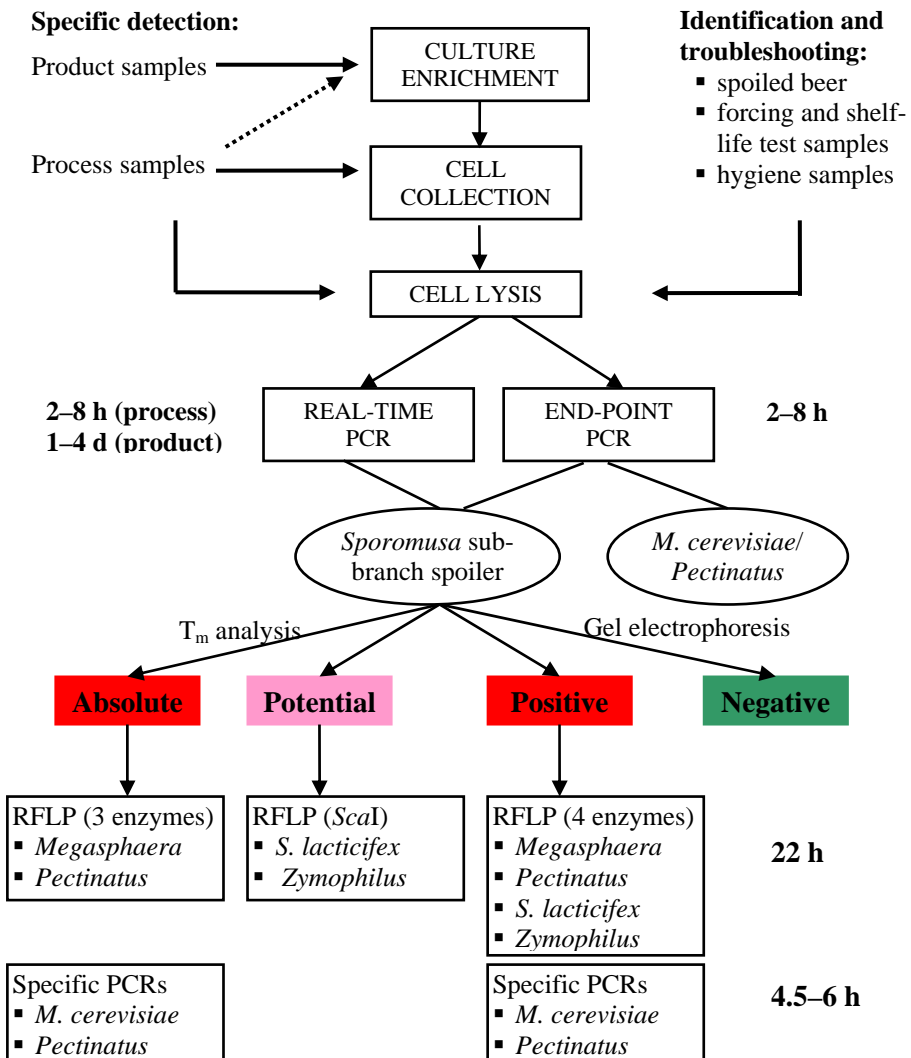 Specific detection:
Product samples
Process samples
CULTURE
ENRICHMENT
CELL
COLLECTION
Identification and
troubleshooting:
▪ spoiled beer
▪ forcing and shelf-
life test samples
▪ hygiene samples
CELL LYSIS
2–8 h (process)
1–4 d (product)
REAL-TIME
PCR
END-POINT
PCR
2–8 h
Sporomusa sub-
branch spoiler
M. cerevisiae/
Pectinatus
Tm analysis
Gel electrophoresis
Absolute
Potential
Positive
Negative
RFLP (3 enzymes)
▪ Megasphaera
▪ Pectinatus
RFLP (ScaI)
▪ S. lacticifex
▪ Zymophilus
RFLP (4 enzymes)
▪ Megasphaera
▪ Pectinatus
▪ S. lacticifex
▪ Zymophilus
22 h
Specific PCRs
▪ M. cerevisiae
▪ Pectinatus
Specific PCRs
▪ M. cerevisiae
▪ Pectinatus
4.5–6 h